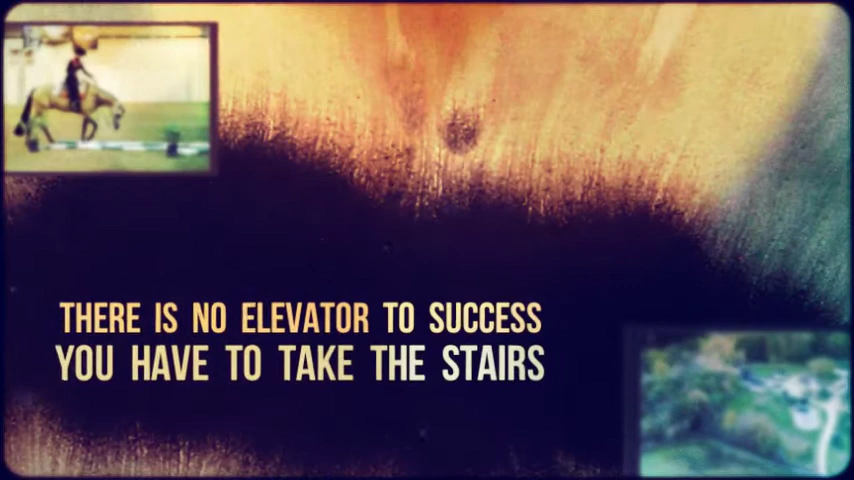 THERE IS NO ELEVATOR TO SUCCESS
YOU HAVE TO TAKE THE STAIRS